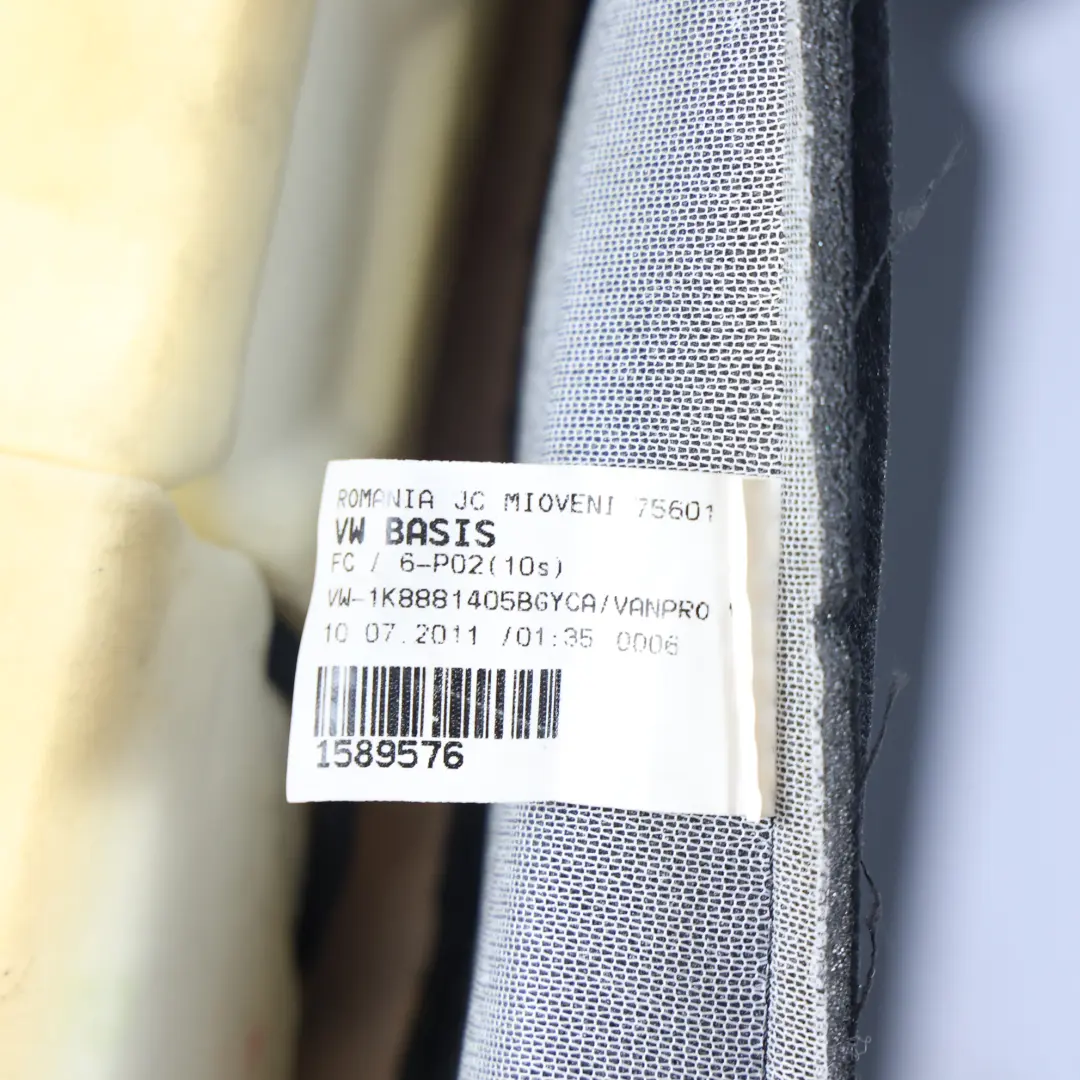 ROMANIA JC MIOVENI 75601
VW BASIS
FC / 6-P02(10s)
VW-1K8881405BGYCA/VANPRO
10 07.2011 /01:35 0006
1589576